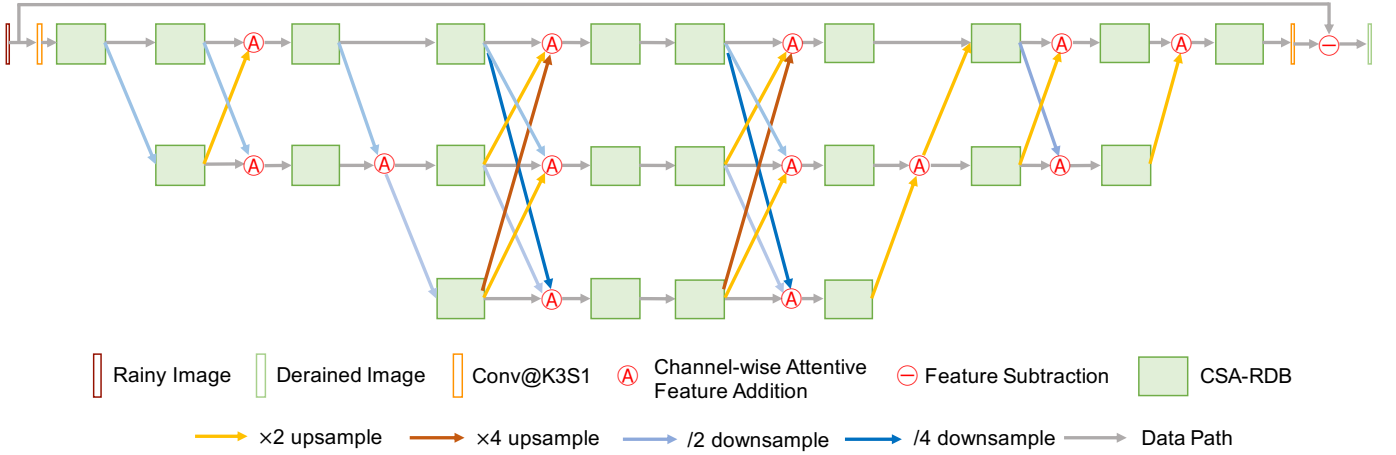 A A A A A
−
A A A A A A
A A
Rainy Image
Derained Image
Conv@K3S1
A
Channel-wise Attentive
Feature Addition
− Feature Subtraction
CSA-RDB
×2 upsample
×4 upsample
/2 downsample
/4 downsample
Data Path